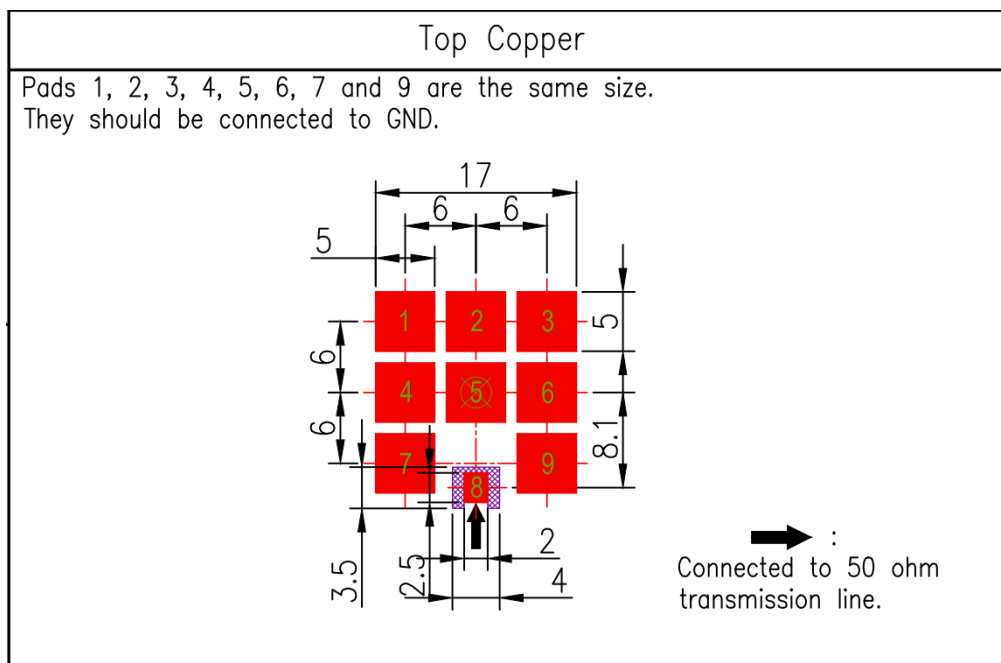 Top Copper
Pads 1, 2, 3, 4, 5, 6, 7 and 9 are the same size.
They should be connected to GND.
17
6 6
5
1 2 3
5
6
4 5 6
6
8.1
7 9
8
3.5
2.5
2
4
:
Connected to 50 ohm
transmission line.